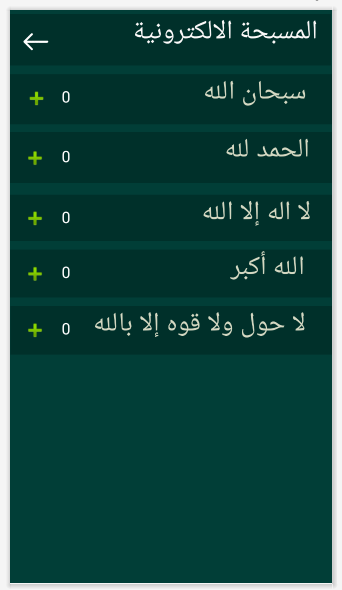 المسبحة الالكترونية
سبحان الله 0 +
الحمد لله 0 +
لا اله إلا الله 0 +
الله أكبر 0 +
لا حول ولا قوه إلا بالله 0 +